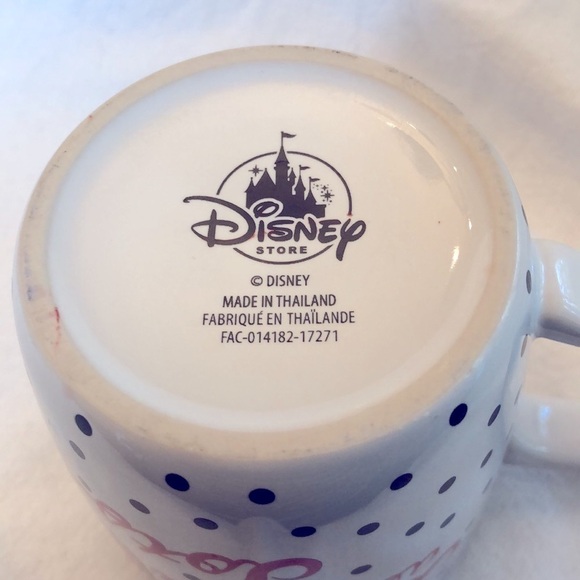 Disney
STORE
© DISNEY
MADE IN THAILAND
FABRIQUÉ EN THAÏLANDE
FAC-014182-17271